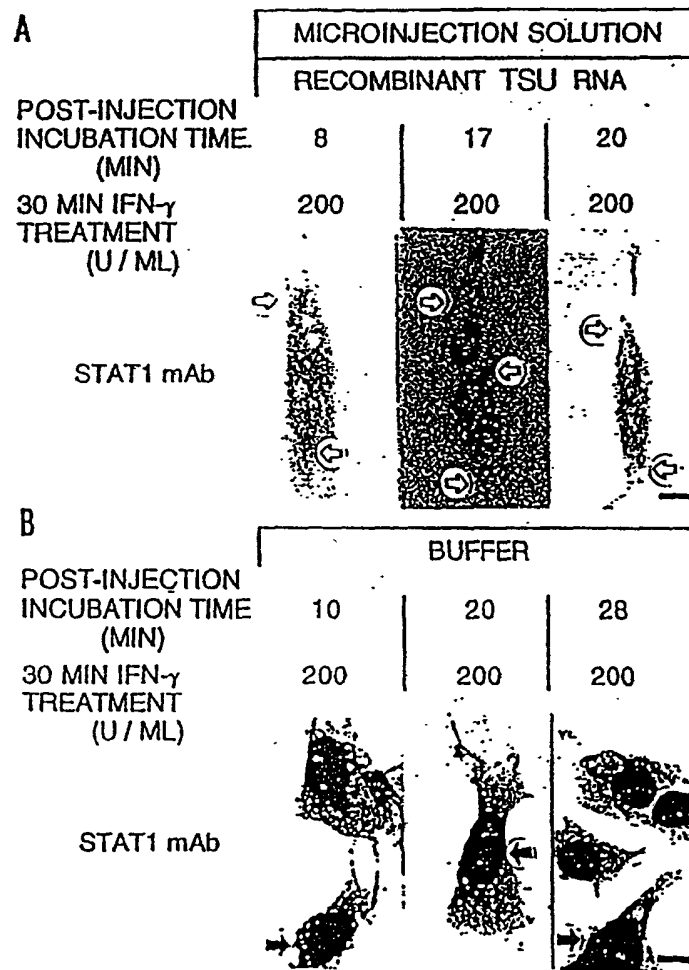 A
MICROINJECTION SOLUTION
RECOMBINANT TSU RNA
POST-INJECTION
INCUBATION TIME 8 17 20
(MIN)
30 MIN IFN-γ 200 200 200
TREATMENT
(U / ML)
STAT1 mAb
B
BUFFER
POST-INJECTION
INCUBATION TIME 10 20 28
(MIN)
30 MIN IFN-γ 200 200 200
TREATMENT
(U / ML)
STAT1 mAb